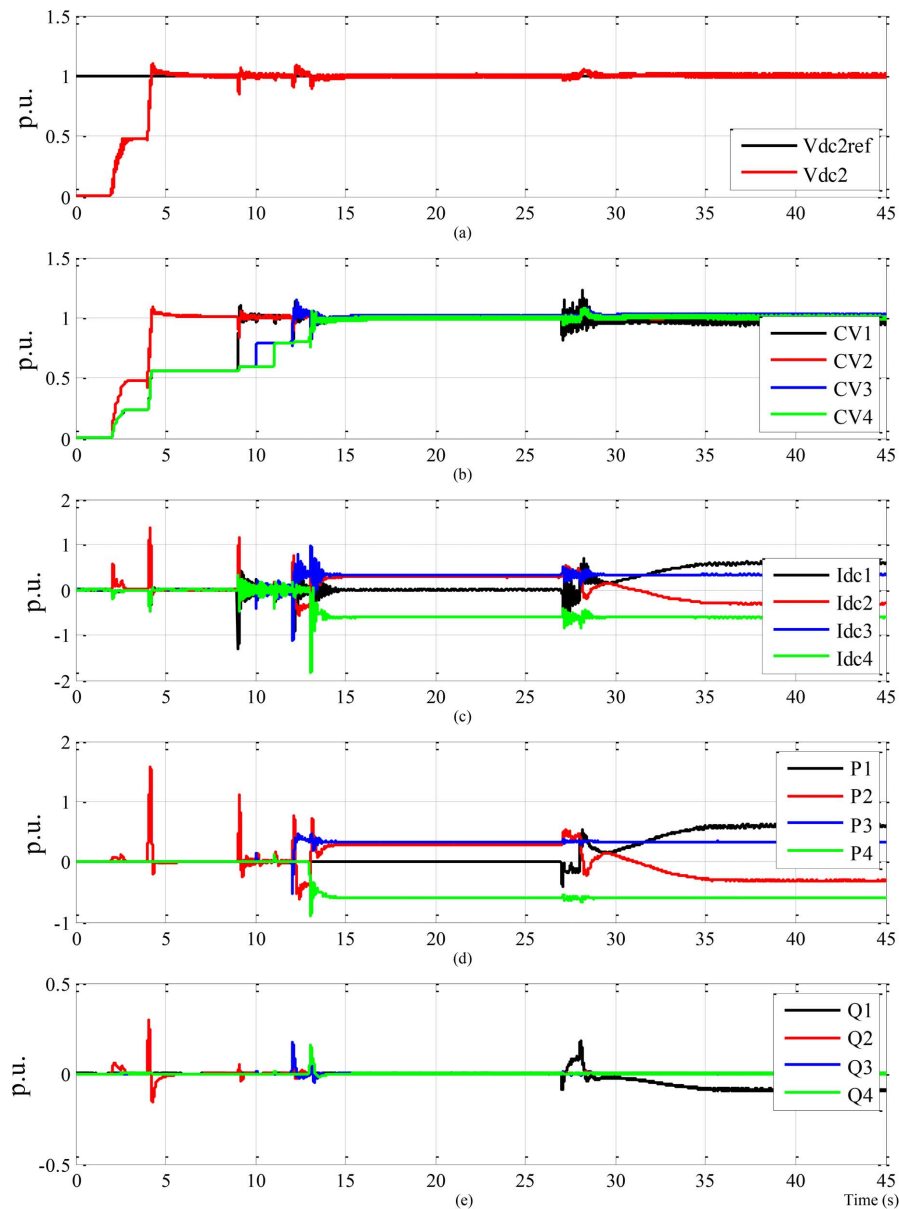 1.5
1
0.5
0
p.u.
Vdc2ref
Vdc2
0 5 10 15 20 25 30 35 40 45
(a)
1.5
1
0.5
0
p.u.
CV1
CV2
CV3
CV4
0 5 10 15 20 25 30 35 40 45
(b)
2
1
0
-1
-2
p.u.
Idc1
Idc2
Idc3
Idc4
0 5 10 15 20 25 30 35 40 45
(c)
2
1
0
-1
p.u.
P1
P2
P3
P4
0 5 10 15 20 25 30 35 40 45
(d)
0.5
0
-0.5
p.u.
Q1
Q2
Q3
Q4
0 5 10 15 20 25 30 35 40 45
(e)
Time (s)